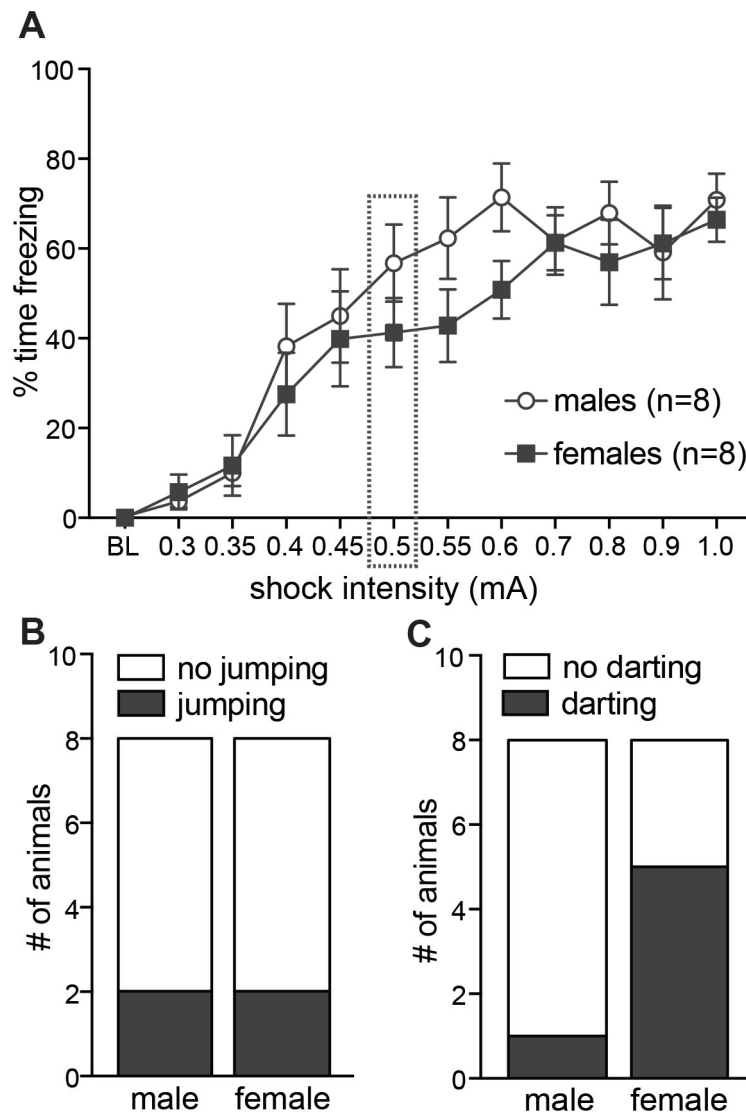 A
100
80
60
40
20
0
% time freezing
males (n=8)
females (n=8)
BL 0.3 0.35 0.4 0.45 0.5 0.55 0.6 0.7 0.8 0.9 1.0
shock intensity (mA)
B
no jumping
jumping
10
8
6
4
2
0
# of animals
male female
C
no darting
darting
10
8
6
4
2
0
# of animals
male female